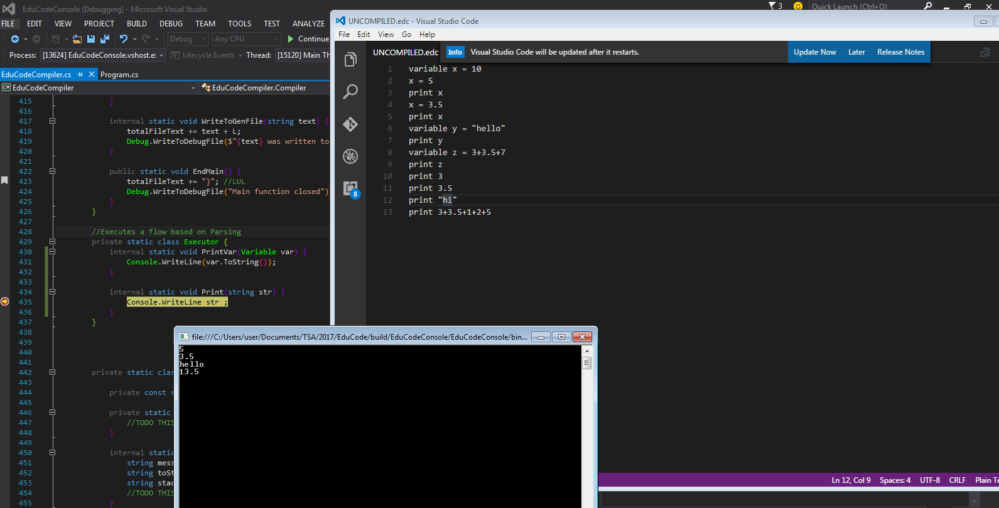 EduCodeConsole (Debugging) - Microsoft Visual Studio
3
Quick Launch (Ctrl+Q)
FILE EDIT VIEW PROJECT BUILD DEBUG TEAM TOOLS TEST ANALYZE
Debug Any CPU Continue
Process: [13624] EduCodeConsole.vshost.ex Lifecycle Events Thread: [15120] Main Th
EduCodeCompiler.cs Program.cs
C# EduCodeCompiler EduCodeCompiler.Compiler
415 }
416
417 internal static void WriteToGenFile(string text) {
418 totalFileText += text + L;
419 Debug.WriteToDebugFile($"{text} was written to
420 }
421
422 public static void EndMain() {
423 totalFileText += "}"; //LUL
424 Debug.WriteToDebugFile("Main function closed")
425 }
426 }
427
428 //Executes a flow based on Parsing
429 private static class Executor {
430 internal static void PrintVar(Variable var) {
431 Console.WriteLine(var.ToString());
432 }
433
434 internal static void Print(string str) {
435 Console.WriteLine(str);
436 }
437 }
438
439
440
441
442 private static clas
443
444 private const s
445
446 private static
447 //TODO THIS
448 }
449
450 internal static
451 string mess
452 string toSt
453 string stac
454 //TODO THIS
455 }
UNCOMPILED.edc - Visual Studio Code
File Edit View Go Help
UNCOMPILED.edc Info Visual Studio Code will be updated after it restarts. Update Now Later Release Notes
1 variable x = 10
2 x = 5
3 print x
4 x = 3.5
5 print x
6 variable y = "hello"
7 print y
8 variable z = 3+3.5+7
9 print z
10 print 3
11 print 3.5
12 print "hi"
13 print 3+3.5+1+2+5
8
Ln 12, Col 9 Spaces: 4 UTF-8 CRLF Plain Te
file:///C:/Users/user/Documents/TSA/2017/EduCode/build/EduCodeConsole/EduCodeConsole/bin...
5
3.5
hello
13.5